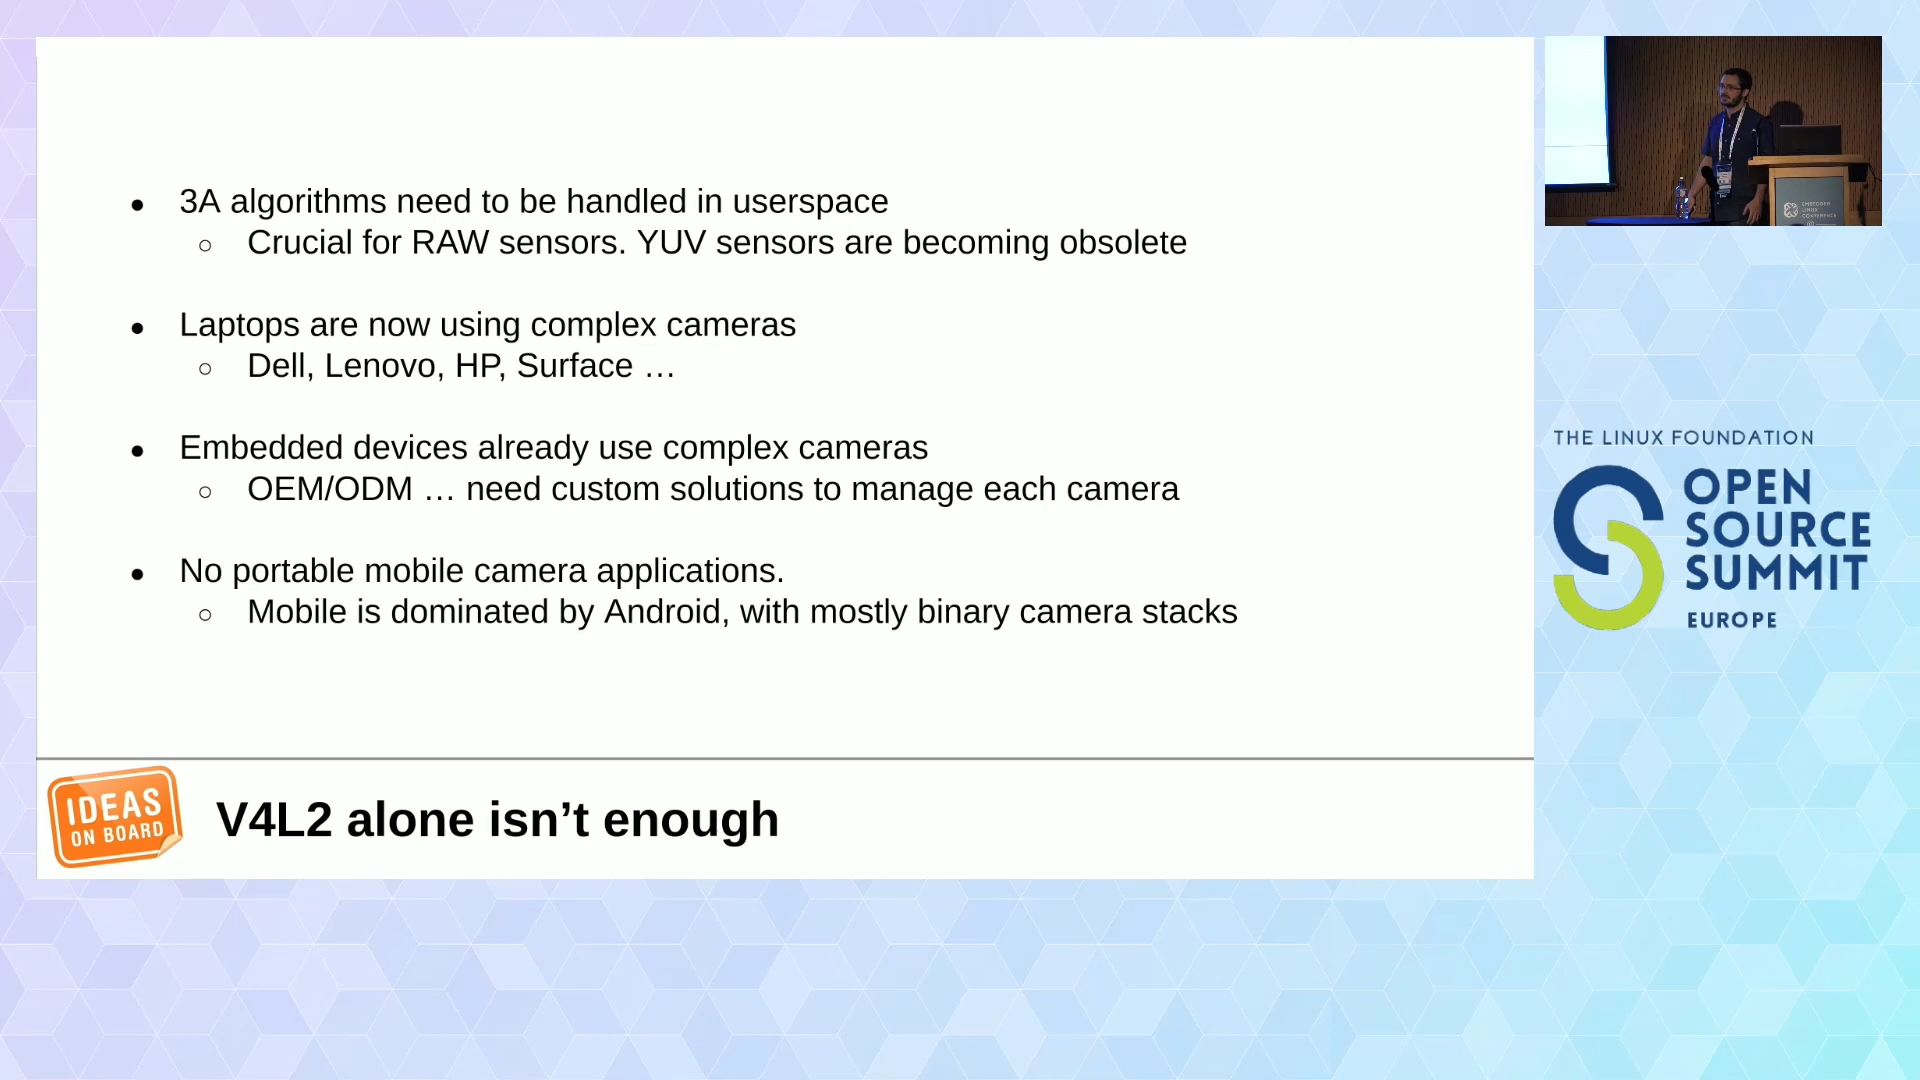 3A algorithms need to be handled in userspace
Crucial for RAW sensors. YUV sensors are becoming obsolete
Laptops are now using complex cameras
Dell, Lenovo, HP, Surface …
Embedded devices already use complex cameras
OEM/ODM … need custom solutions to manage each camera
No portable mobile camera applications.
Mobile is dominated by Android, with mostly binary camera stacks
IDEAS
ON BOARD
V4L2 alone isn’t enough
EMBEDDED
LINUX
CONFERENCE
THE LINUX FOUNDATION
OPEN
SOURCE
SUMMIT
EUROPE